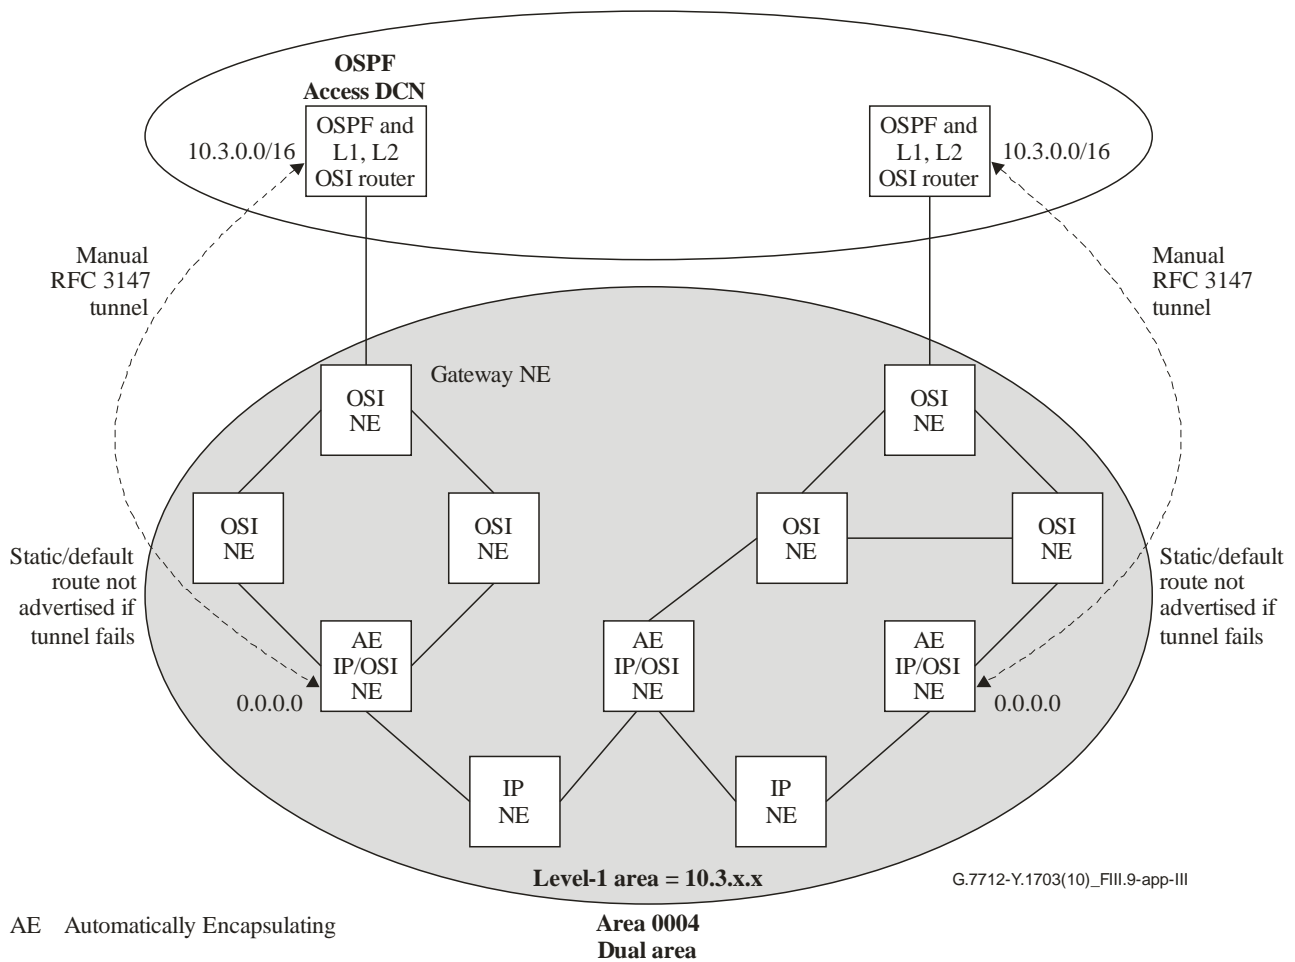 OSPF
Access DCN
OSPF and
L1, L2
OSI router
10.3.0.0/16
OSPF and
L1, L2
OSI router
10.3.0.0/16
Manual
RFC 3147
tunnel
Manual
RFC 3147
tunnel
OSI
NE
Gateway NE
OSI
NE
OSI
NE
OSI
NE
OSI
NE
OSI
NE
Static/default
route not
advertised if
tunnel fails
Static/default
route not
advertised if
tunnel fails
AE
IP/OSI
NE
0.0.0.0
AE
IP/OSI
NE
AE
IP/OSI
NE
0.0.0.0
IP
NE
IP
NE
Level-1 area = 10.3.x.x
G.7712-Y.1703(10)_FIII.9-app-III
AE Automatically Encapsulating
Area 0004
Dual area